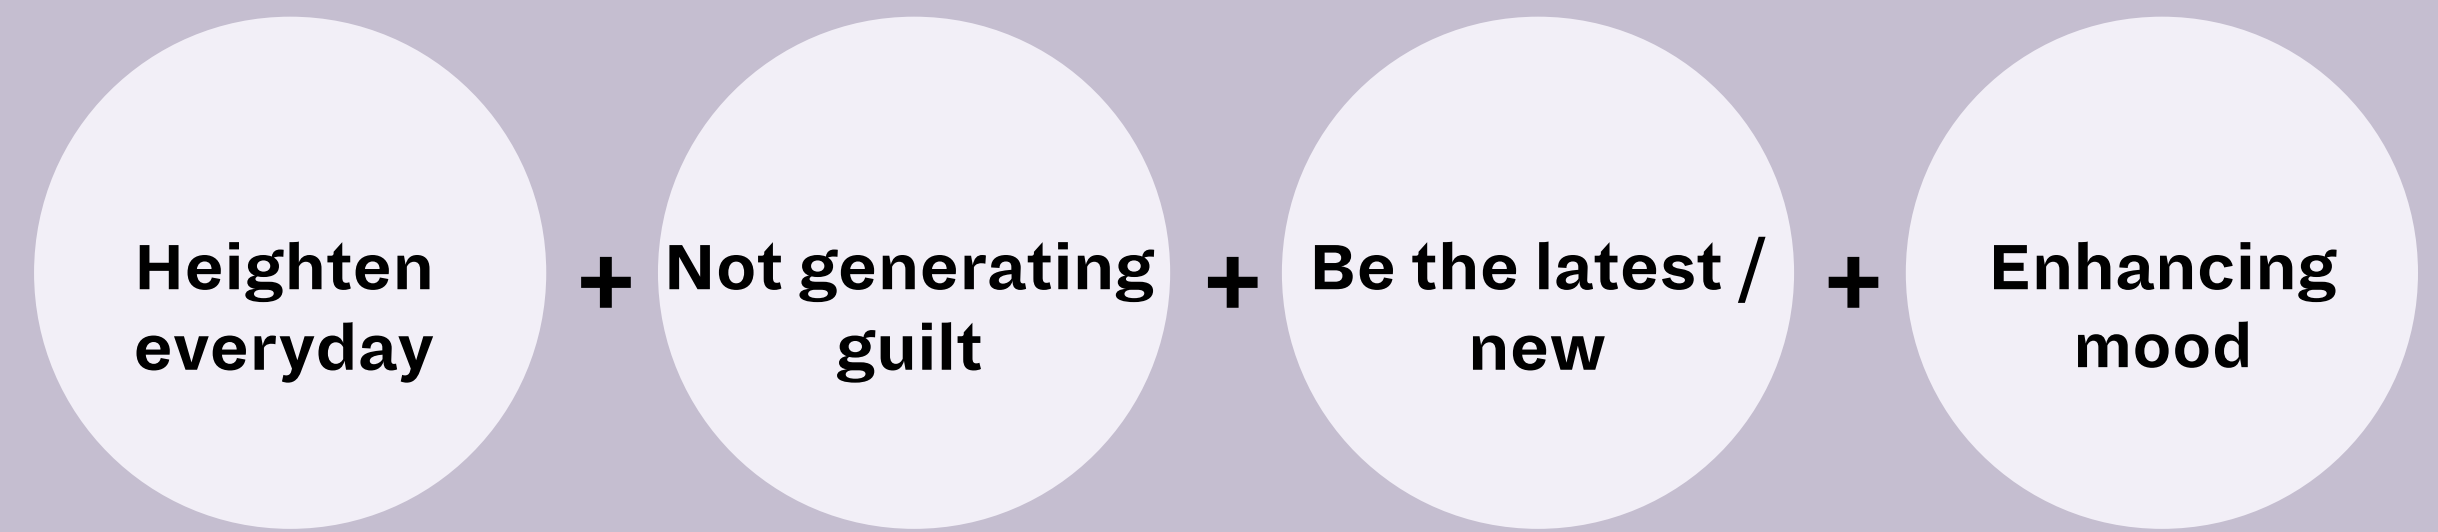 Heighten
everyday
+
Not generating
guilt
+
Be the latest /
new
+
Enhancing
mood